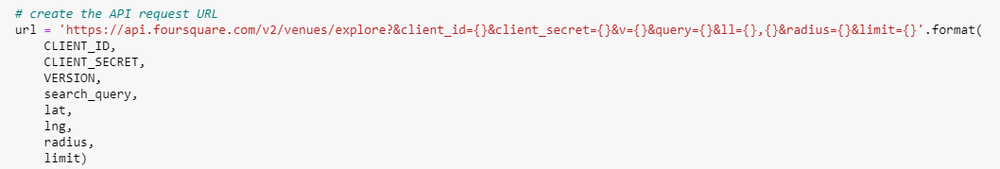 # create the API request URL
url = 'https://api.foursquare.com/v2/venues/explore?&client_id={}&client_secret={}&v={}&query={}&ll={},{}&radius={}&limit={}'.format(
    CLIENT_ID,
    CLIENT_SECRET,
    VERSION,
    search_query,
    lat,
    lng,
    radius,
    limit)